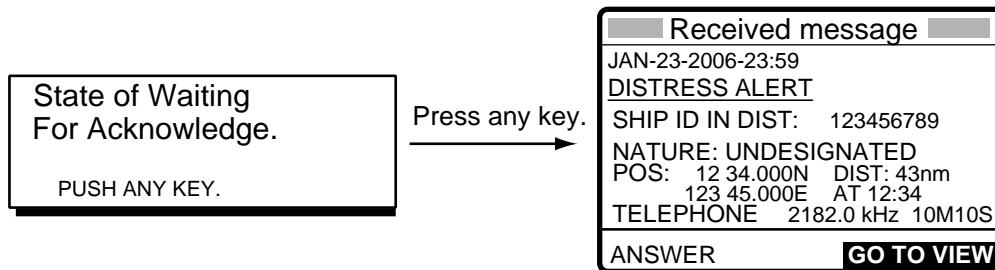 State of Waiting
For Acknowledge.
PUSH ANY KEY.
Press any key.
Received message
JAN-23-2006-23:59
DISTRESS ALERT
SHIP ID IN DIST: 123456789
NATURE: UNDESIGNATED
POS: 12 34.000N DIST: 43nm
123 45.000E AT 12:34
TELEPHONE 2182.0 kHz 10M10S
ANSWER GO TO VIEW